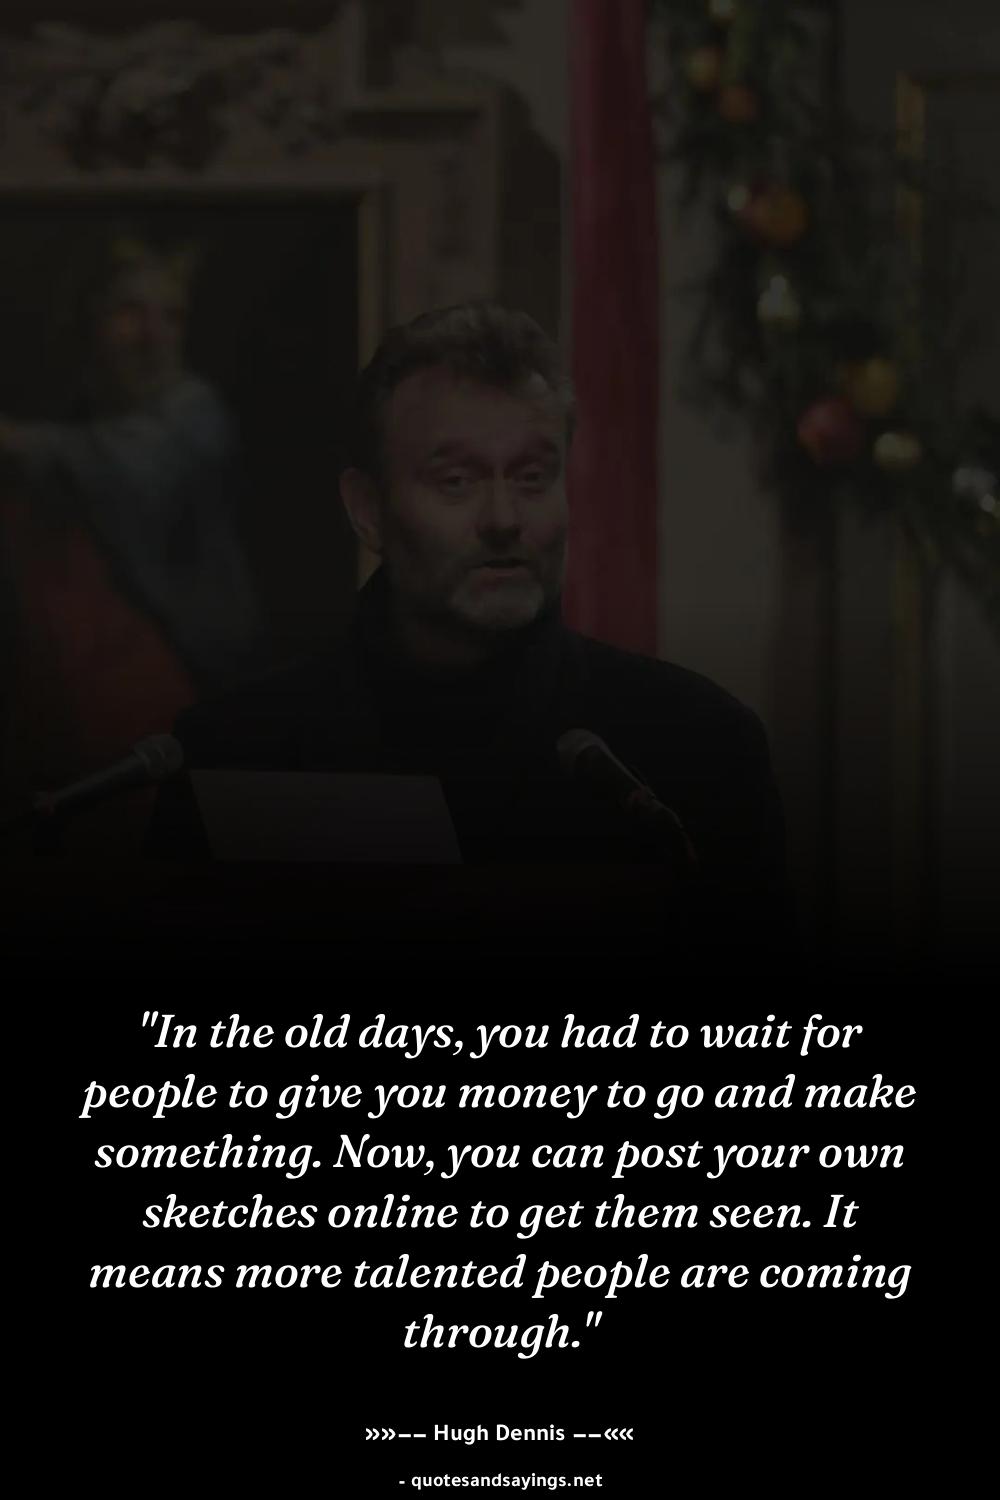 "In the old days, you had to wait for
people to give you money to go and make
something. Now, you can post your own
sketches online to get them seen. It
means more talented people are coming
through."
»»–– Hugh Dennis ––««
- quotesandsayings.net